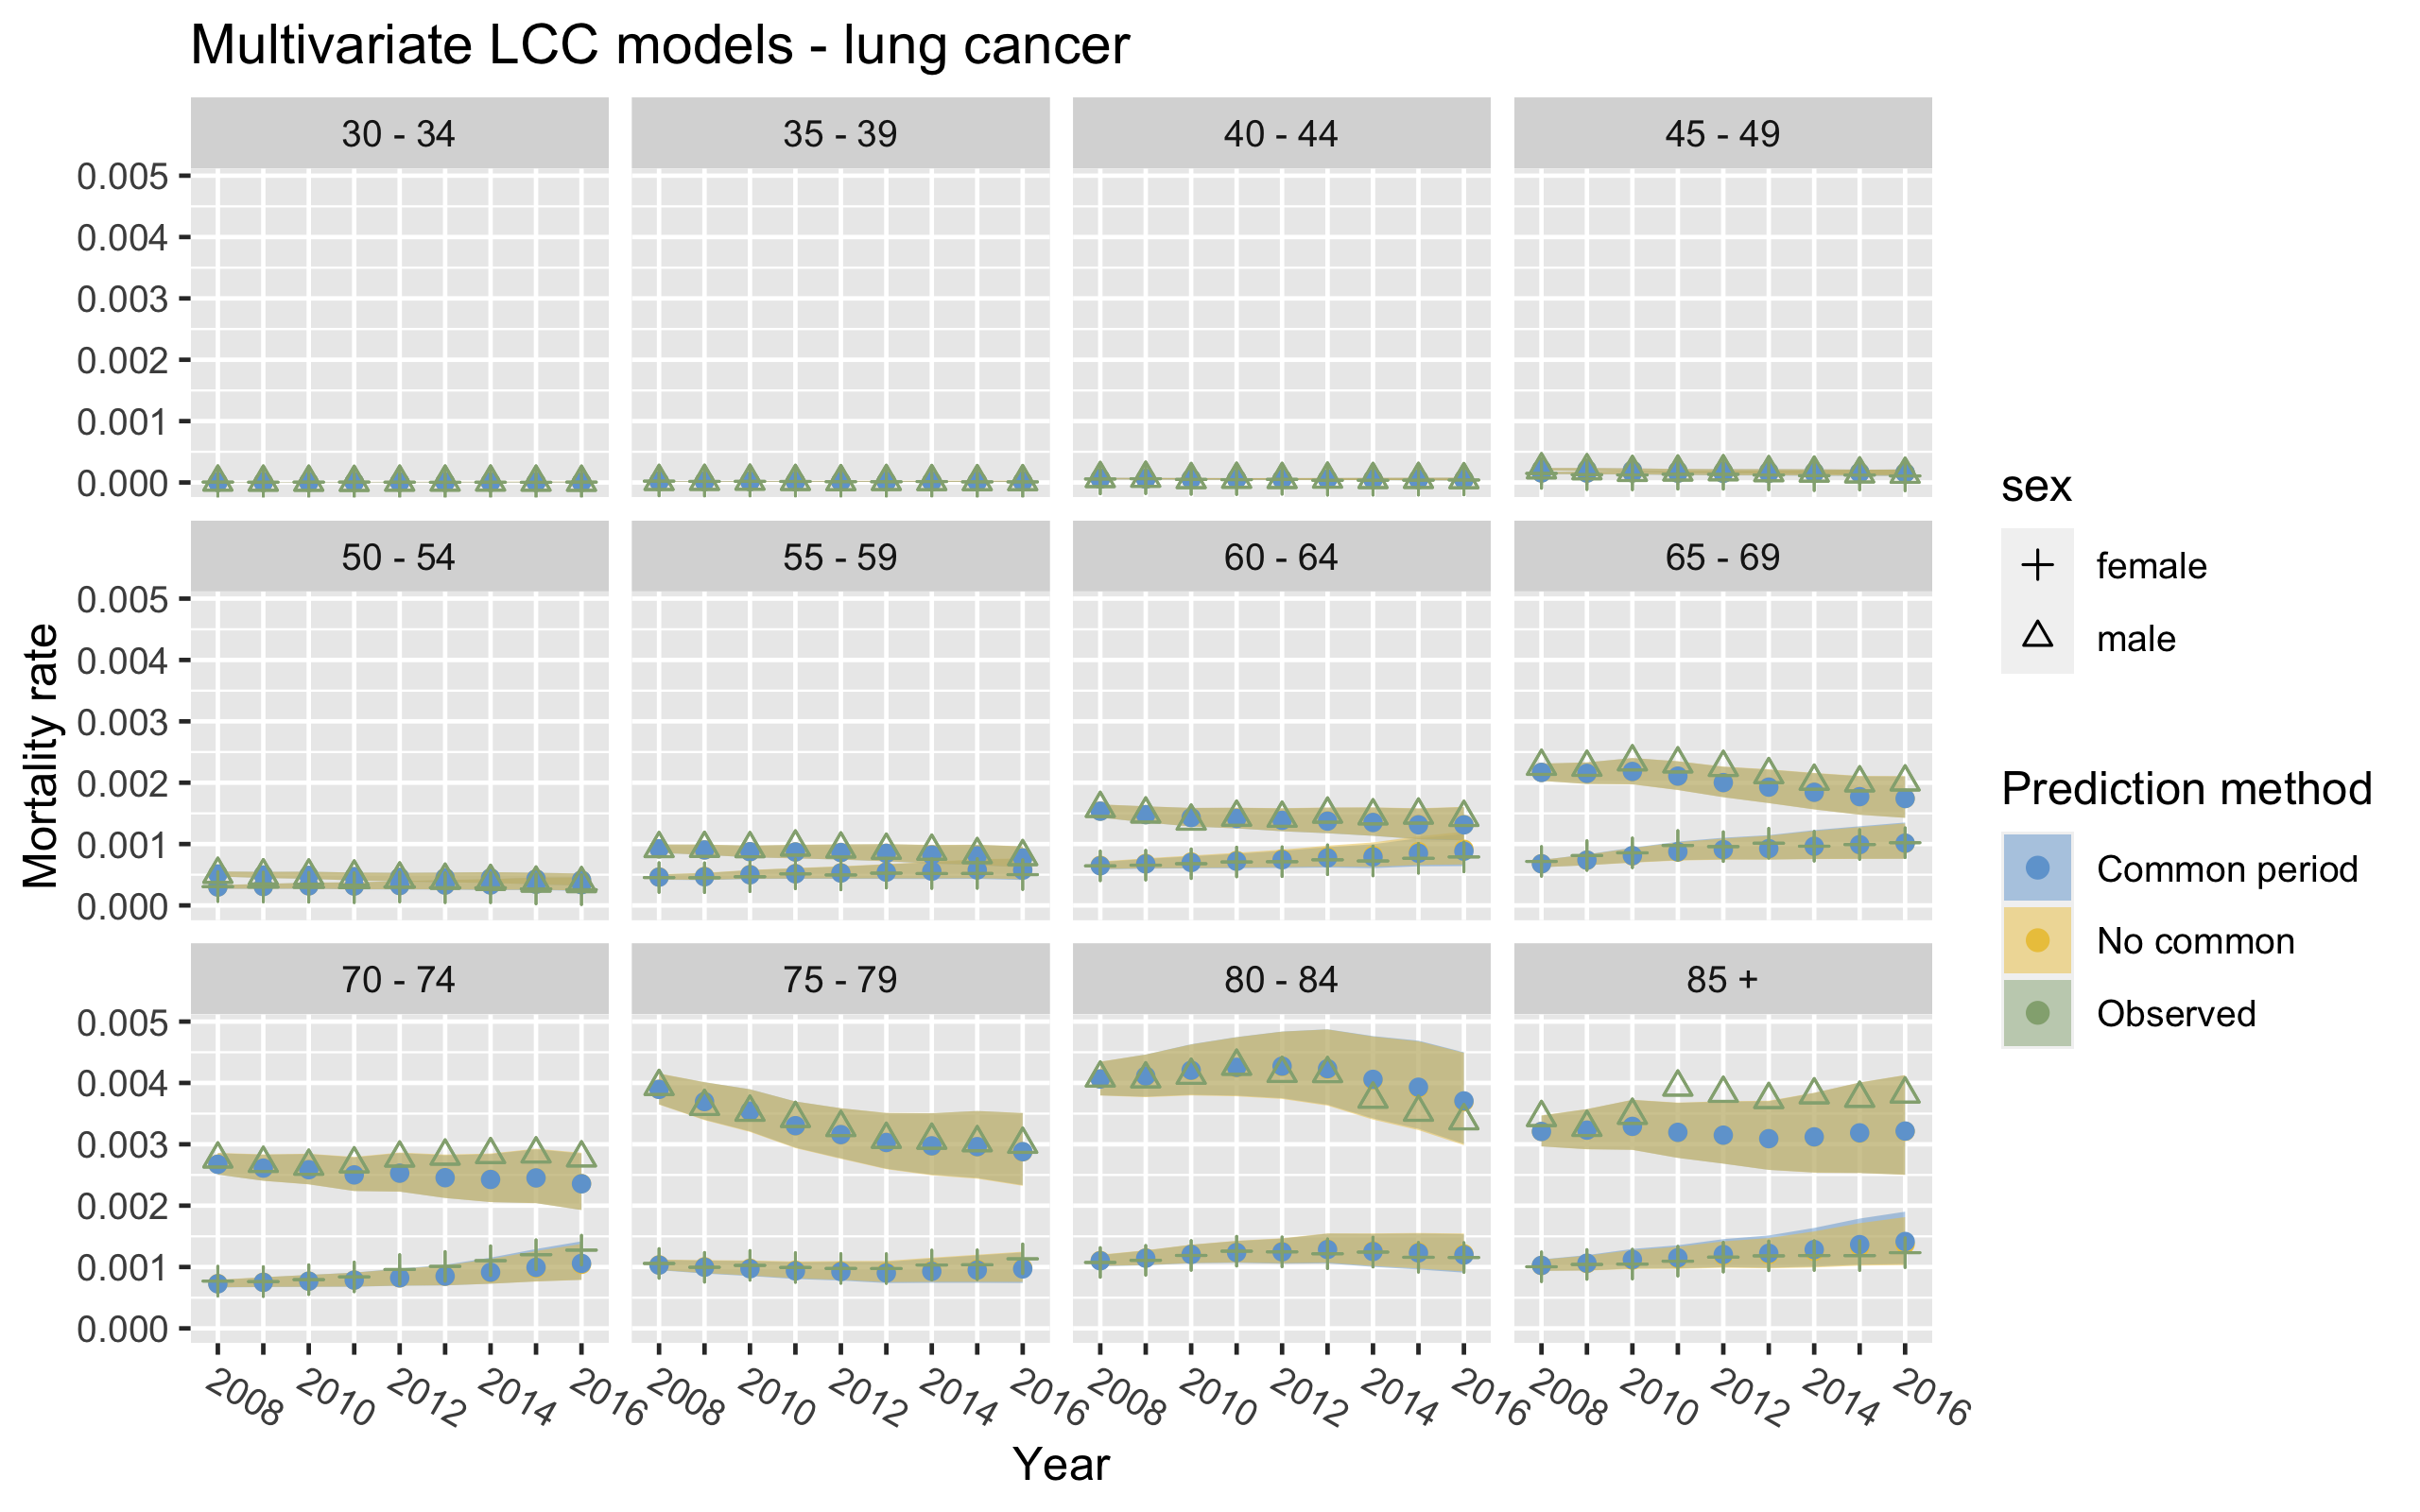 Multivariate LCC models - lung cancer
30 - 34
35 - 39
40 - 44
45 - 49
0.005
0.004
0.003
0.002
0.001
0.000
50 - 54
55 - 59
60 - 64
65 - 69
0.005
0.004
0.003
0.002
0.001
0.000
70 - 74
75 - 79
80 - 84
85 +
0.005
0.004
0.003
0.002
0.001
0.000
2008
2010
2012
2014
2016
2008
2010
2012
2014
2016
2008
2010
2012
2014
2016
2008
2010
2012
2014
2016
Year
Mortality rate
sex
female
male
Prediction method
Common period
No common
Observed